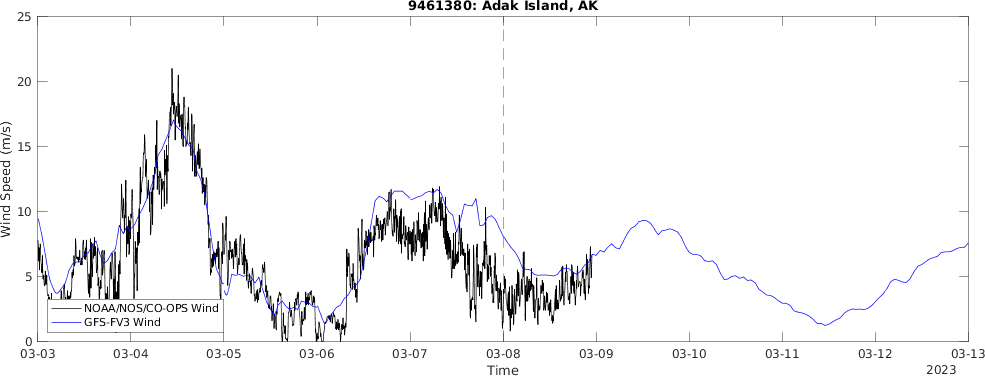 9461380: Adak Island, AK
Wind Speed (m/s)
25
20
15
10
5
0
NOAA/NOS/CO-OPS Wind
GFS-FV3 Wind
03-03 03-04 03-05 03-06 03-07 03-08 03-09 03-10 03-11 03-12 03-13
Time
2023